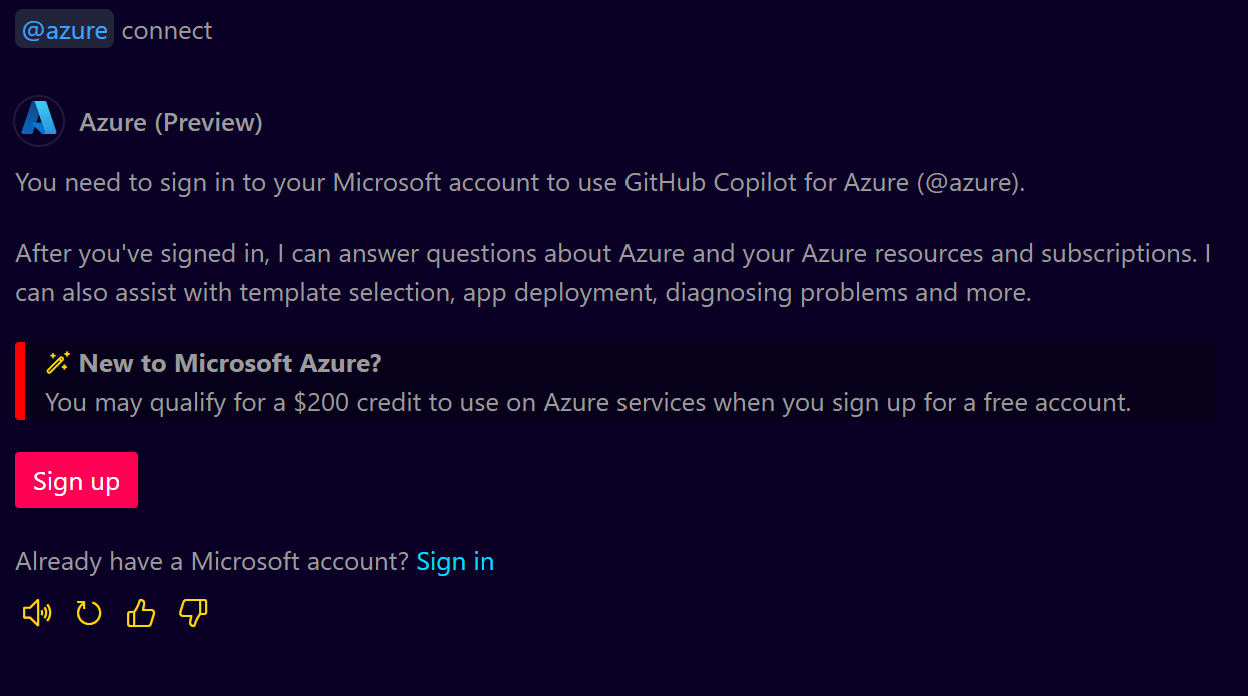 @azure connect
Azure (Preview)
You need to sign in to your Microsoft account to use GitHub Copilot for Azure (@azure).
After you've signed in, I can answer questions about Azure and your Azure resources and subscriptions. I
can also assist with template selection, app deployment, diagnosing problems and more.
New to Microsoft Azure?
You may qualify for a $200 credit to use on Azure services when you sign up for a free account.
Sign up
Already have a Microsoft account? Sign in